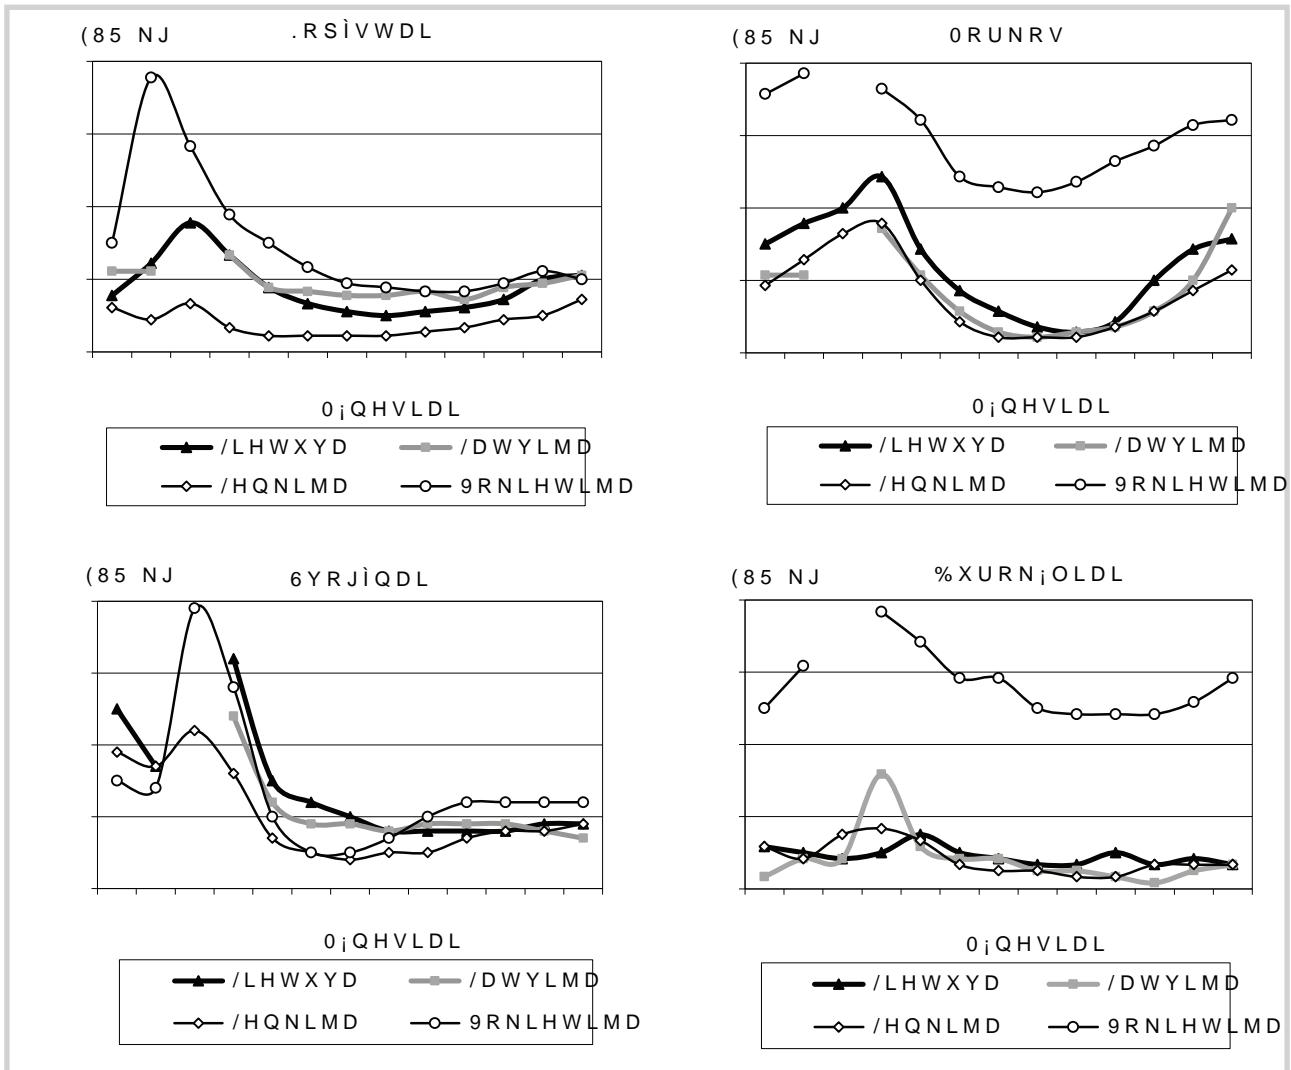 (85 NJ
.RSÌVWDL
0¡QHVLDL
/LHWXYD
/DWYLMD
/HQNLMD
9RNLHWLMD
(85 NJ
0RUNRV
0¡QHVLDL
/LHWXYD
/DWYLMD
/HQNLMD
9RNLHWLMD
(85 NJ
6YRJÌQDL
0¡QHVLDL
/LHWXYD
/DWYLMD
/HQNLMD
9RNLHWLMD
(85 NJ
%XURN¡OLDL
0¡QHVLDL
/LHWXYD
/DWYLMD
/HQNLMD
9RNLHWLMD